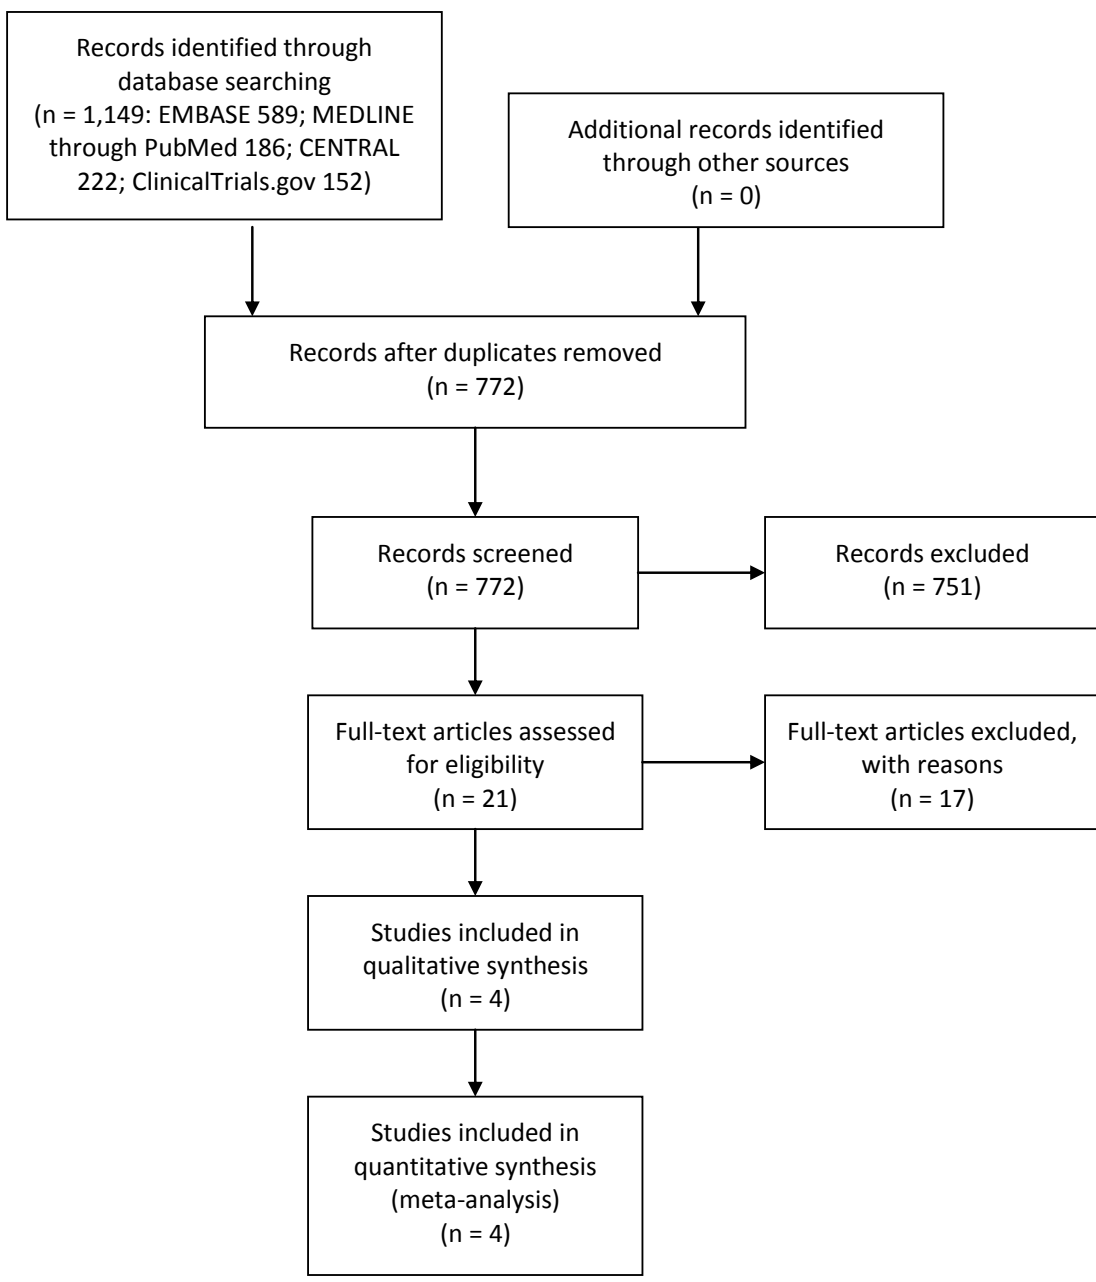 Records identified through
database searching
(n = 1,149: EMBASE 589; MEDLINE
through PubMed 186; CENTRAL
222; ClinicalTrials.gov 152)
Additional records identified
through other sources
(n = 0)
Records after duplicates removed
(n = 772)
Records screened
(n = 772)
Records excluded
(n = 751)
Full-text articles assessed
for eligibility
(n = 21)
Full-text articles excluded,
with reasons
(n = 17)
Studies included in
qualitative synthesis
(n = 4)
Studies included in
quantitative synthesis
(meta-analysis)
(n = 4)